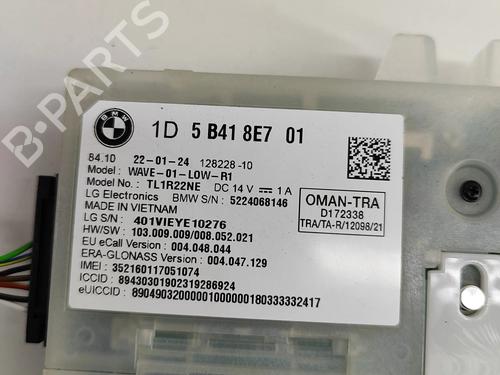 BMW
1D 5 B41 8E7 01
84.1D 22-01-24 128228-10
Model: WAVE-01-LOW-R1
Model No.: TL1R22NE DC 14 V 1 A
LG Electronics BMW S/N: 5224068146
MADE IN VIETNAM
LG S/N: 401VIEYE10276
HW/SW: 103.009.009/008.052.021
EU eCall Version: 004.048.044
ERA-GLONASS Version: 004.047.129
IMEI: 352160117051074
ICCID: 89430301902319286924
eUICCID: 89049032000001000000180333332417
OMAN-TRA
D172338
TRA/TA-R/12098/21
B-PARTS